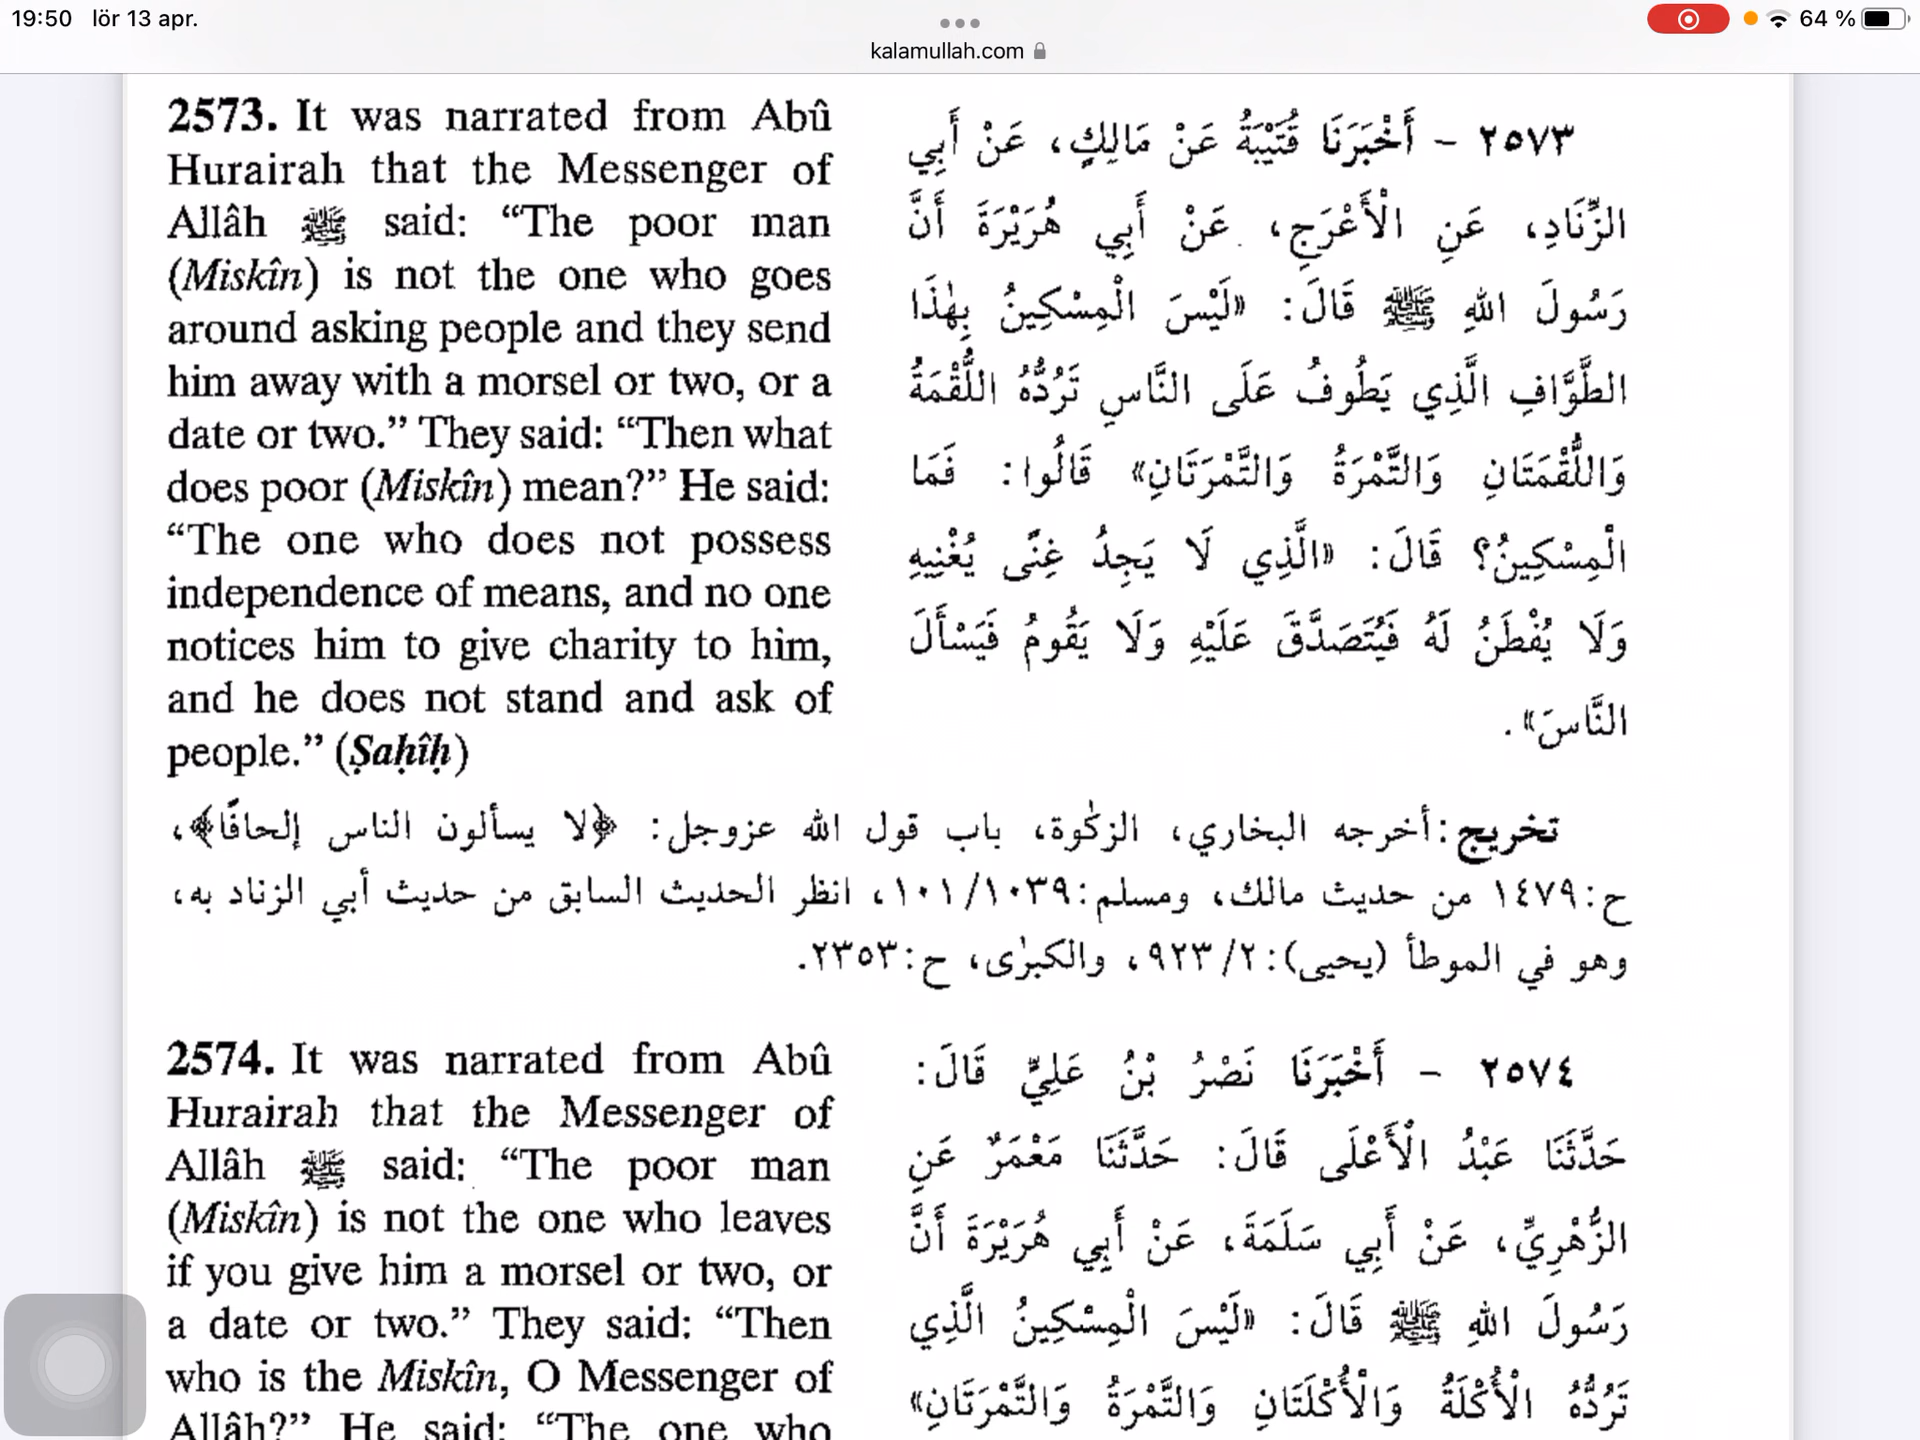 19:50 lör 13 apr.
64 %
kalamullah.com
2573. It was narrated from Abû
Hurairah that the Messenger of
Allâh ﷺ said: “The poor man
(Miskîn) is not the one who goes
around asking people and they send
him away with a morsel or two, or a
date or two.” They said: “Then what
does poor (Miskîn) mean?” He said:
“The one who does not possess
independence of means, and no one
notices him to give charity to him,
and he does not stand and ask of
people.” (Ṣaḥîḥ)
٢٥٧٣ - أَخْبَرَنَا قُتَيْبَةُ عَنْ مَالِكٍ، عَنْ أَبِي
الزِّنَادِ، عَنِ الْأَعْرَجِ، عَنْ أَبِي هُرَيْرَةَ أَنَّ
رَسُولَ اللهِ ﷺ قَالَ: «لَيْسَ الْمِسْكِينُ بِهٰذَا
الطَّوَّافِ الَّذِي يَطُوفُ عَلَى النَّاسِ تَرُدُّهُ اللُّقْمَةُ
وَاللُّقْمَتَانِ وَالتَّمْرَةُ وَالتَّمْرَتَانِ» قَالُوا: فَمَا
الْمِسْكِينُ؟ قَالَ: «الَّذِي لَا يَجِدُ غِنًى يُغْنِيهِ
وَلَا يُفْطَنُ لَهُ فَيُتَصَدَّقَ عَلَيْهِ وَلَا يَقُومُ فَيَسْأَلَ
النَّاسَ».
تخريج: أخرجه البخاري، الزكٰوة، باب قول الله عزوجل: ﴿لا يسألون الناس إلحافًا﴾،
ح: ١٤٧٩ من حديث مالك، ومسلم: ١٠١/١٠٣٩، انظر الحديث السابق من حديث أبي الزناد به،
وهو في الموطأ (يحيى): ٩٢٣/٢، والكبرٰى، ح: ٢٣٥٣.
2574. It was narrated from Abû
Hurairah that the Messenger of
Allâh ﷺ said: “The poor man
(Miskîn) is not the one who leaves
if you give him a morsel or two, or
a date or two.” They said: “Then
who is the Miskîn, O Messenger of
Allâh?” He said: “The one who
٢٥٧٤ - أَخْبَرَنَا نَصْرُ بْنُ عَلِيٍّ قَالَ:
حَدَّثَنَا عَبْدُ الْأَعْلَى قَالَ: حَدَّثَنَا مَعْمَرٌ عَنِ
الزُّهْرِيِّ، عَنْ أَبِي سَلَمَةَ، عَنْ أَبِي هُرَيْرَةَ أَنَّ
رَسُولَ اللهِ ﷺ قَالَ: «لَيْسَ الْمِسْكِينُ الَّذِي
تَرُدُّهُ الْأُكْلَةُ وَالْأُكْلَتَانِ وَالتَّمْرَةُ وَالتَّمْرَتَانِ»